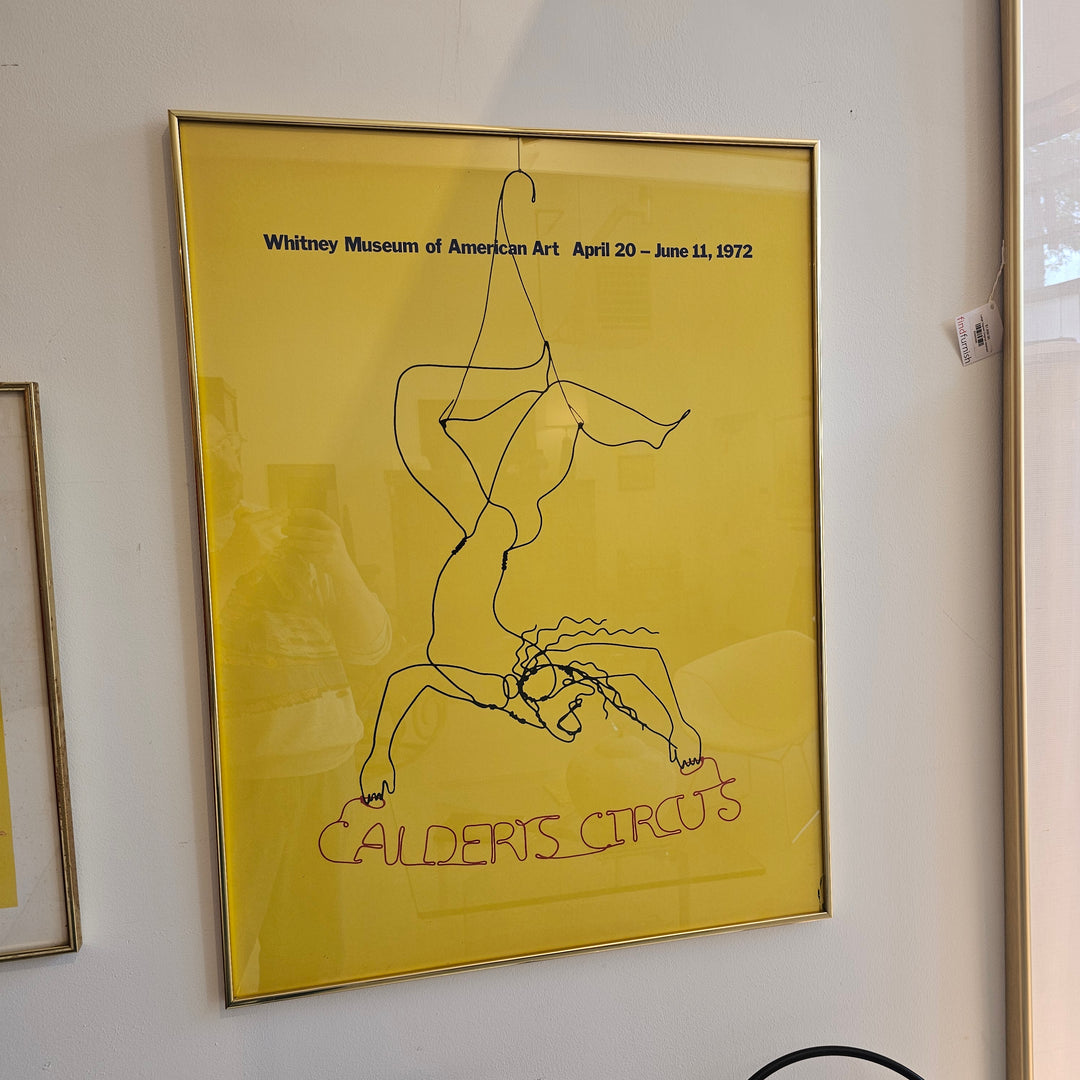 Whitney Museum of American Art April 20 – June 11, 1972
CALDER'S CIRCUS
findfurnish